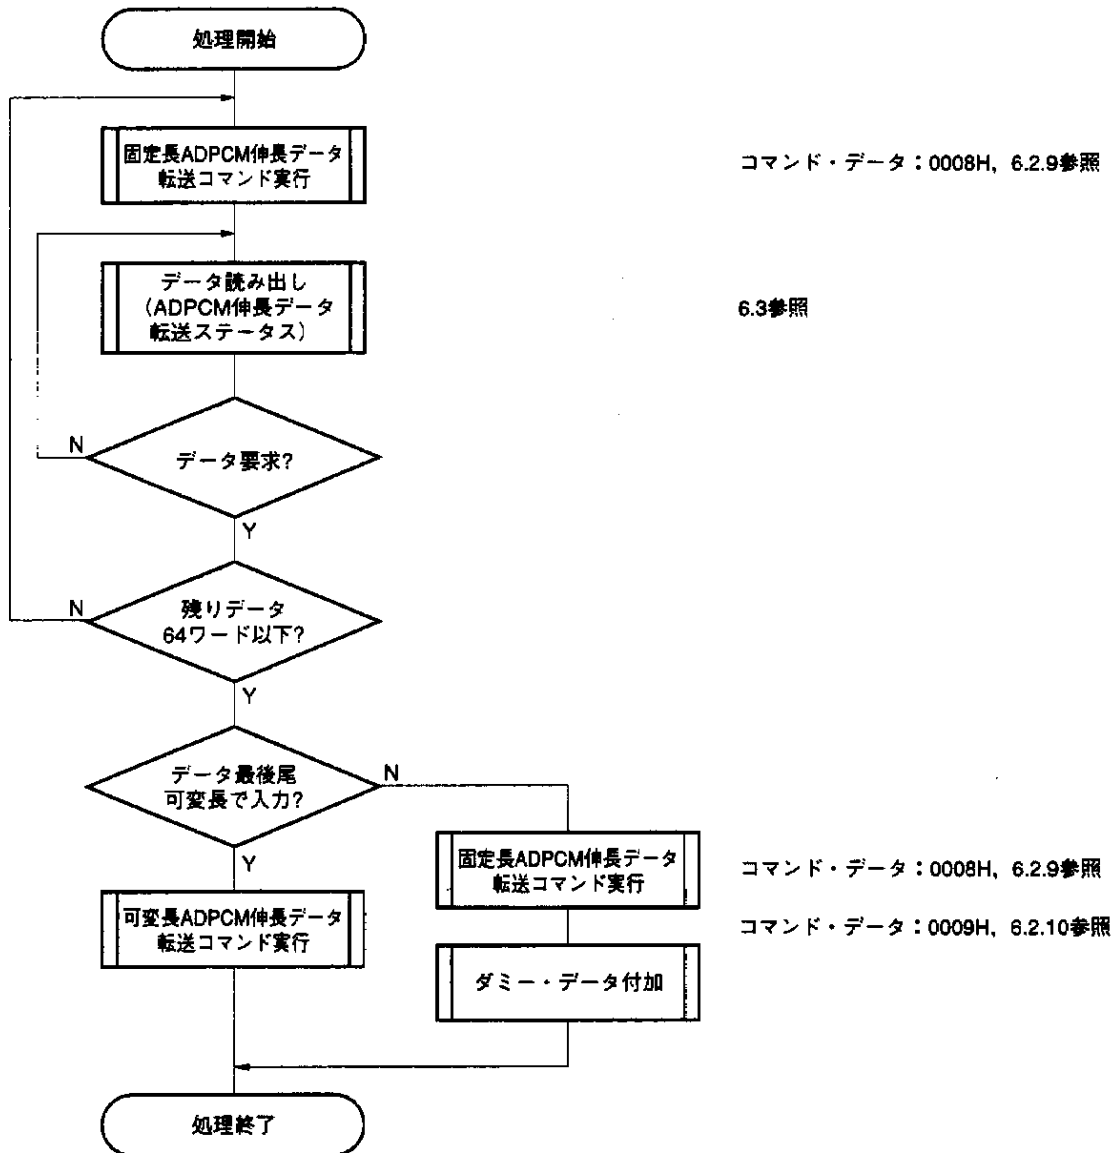 処理開始
固定長ADPCM伸長データ
転送コマンド実行
コマンド・データ：0008H, 6.2.9参照
データ読み出し
（ADPCM伸長データ
転送ステータス）
6.3参照
N
データ要求?
Y
N
残りデータ
64ワード以下?
Y
データ最後尾
可変長で入力?
N
Y
固定長ADPCM伸長データ
転送コマンド実行
コマンド・データ：0008H, 6.2.9参照
可変長ADPCM伸長データ
転送コマンド実行
コマンド・データ：0009H, 6.2.10参照
ダミー・データ付加
処理終了